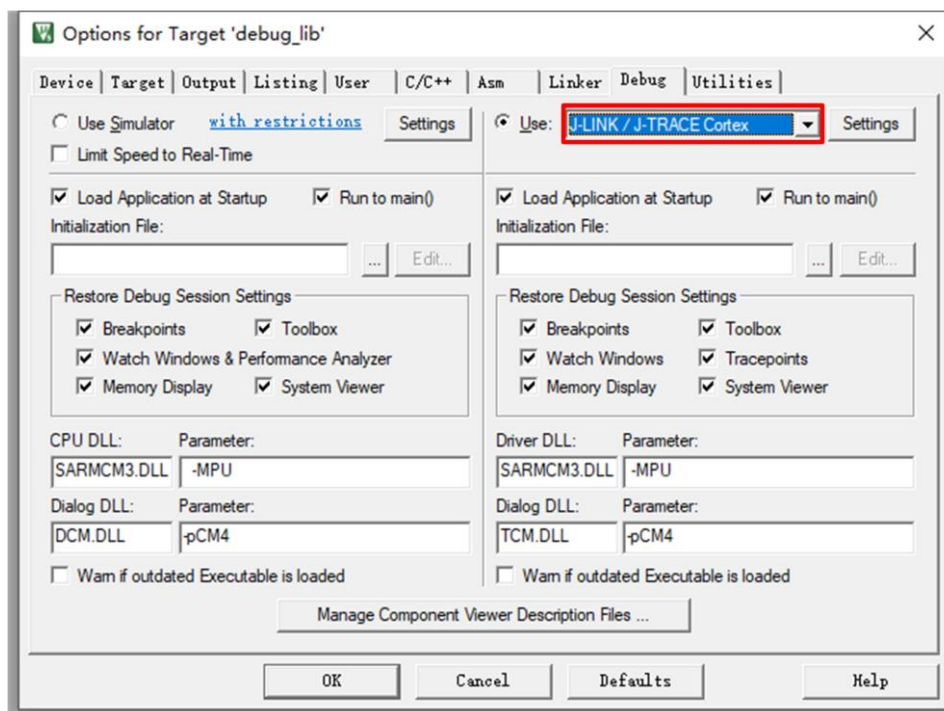 Options for Target 'debug_lib'
Device Target Output Listing User C/C++ Asm Linker Debug Utilities
Use Simulator with restrictions Settings
Limit Speed to Real-Time
Use: J-LINK / J-TRACE Cortex Settings
Load Application at Startup Run to main()
Initialization File:
... Edit...
Restore Debug Session Settings
Breakpoints Toolbox
Watch Windows & Performance Analyzer
Memory Display System Viewer
CPU DLL: Parameter:
SARMCM3.DLL -MPU
Dialog DLL: Parameter:
DCM.DLL -pCM4
Warn if outdated Executable is loaded
Load Application at Startup Run to main()
Initialization File:
... Edit...
Restore Debug Session Settings
Breakpoints Toolbox
Watch Windows Tracepoints
Memory Display System Viewer
Driver DLL: Parameter:
SARMCM3.DLL -MPU
Dialog DLL: Parameter:
TCM.DLL -pCM4
Warn if outdated Executable is loaded
Manage Component Viewer Description Files ...
OK Cancel Defaults Help